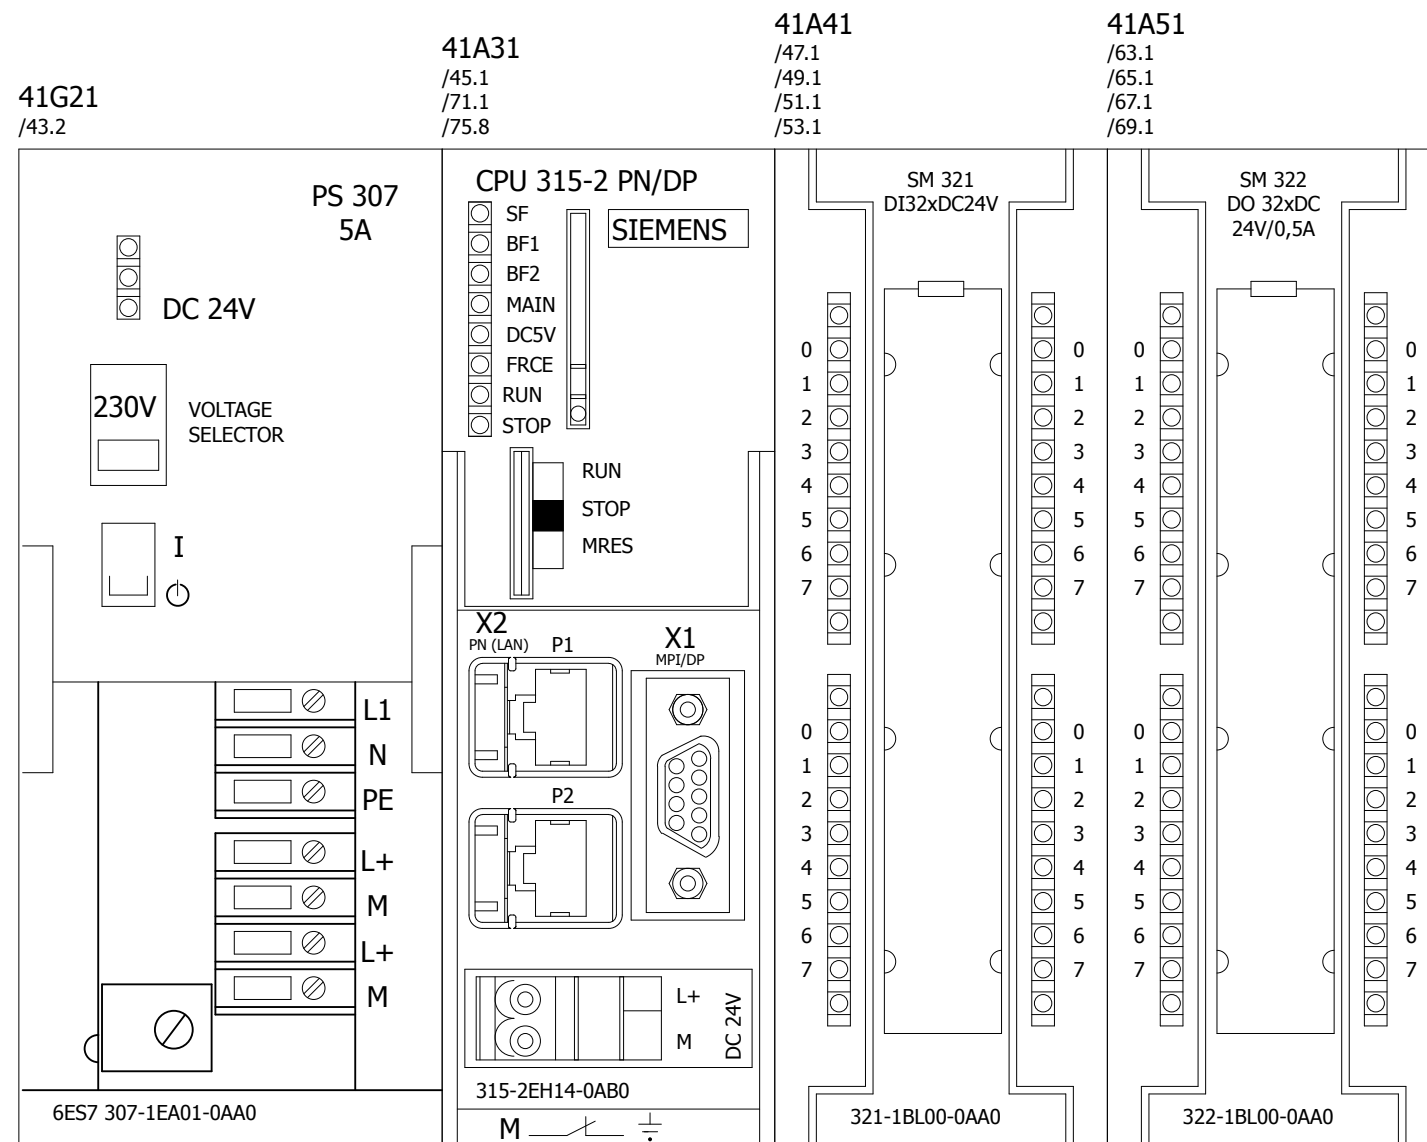 41G21
/43.2
PS 307
5A
DC 24V
230V
VOLTAGE
SELECTOR
I
L1
N
PE
L+
M
L+
M
6ES7 307-1EA01-0AA0
41A31
/45.1
/71.1
/75.8
CPU 315-2 PN/DP
SIEMENS
SF
BF1
BF2
MAIN
DC5V
FRCE
RUN
STOP
RUN
STOP
MRES
X2
PN (LAN)
P1
X1
MPI/DP
P2
L+
M
DC 24V
315-2EH14-0AB0
M
41A41
/47.1
/49.1
/51.1
/53.1
SM 321
DI32xDC24V
0 0
1 1
2 2
3 3
4 4
5 5
6 6
7 7
0 0
1 1
2 2
3 3
4 4
5 5
6 6
7 7
321-1BL00-0AA0
41A51
/63.1
/65.1
/67.1
/69.1
SM 322
DO 32xDC
24V/0,5A
0 0
1 1
2 2
3 3
4 4
5 5
6 6
7 7
0 0
1 1
2 2
3 3
4 4
5 5
6 6
7 7
322-1BL00-0AA0